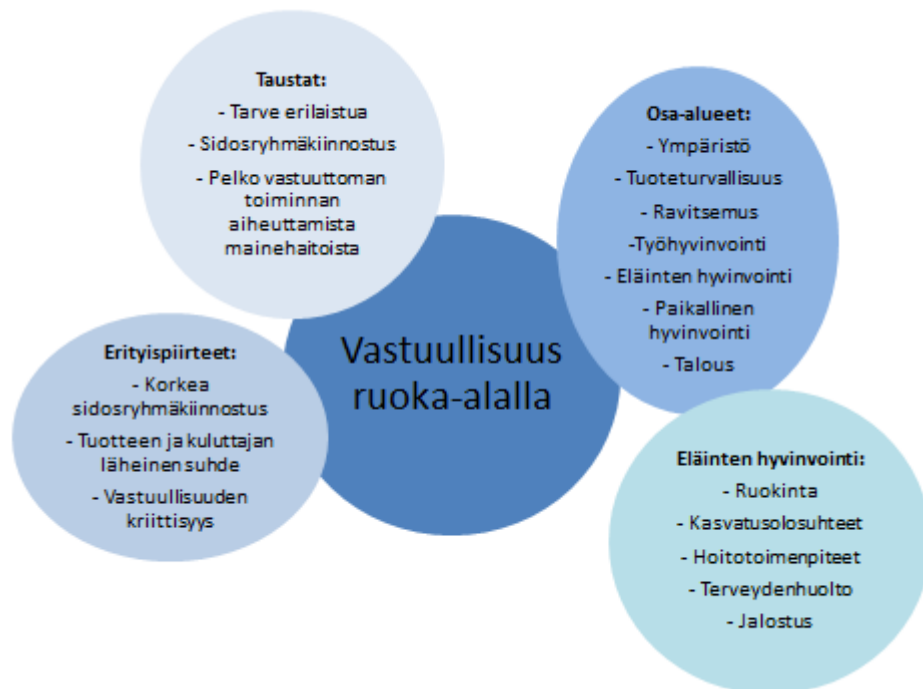 Taustat:
- Tarve erilaistua
- Sidosryhmäkiinnostus
- Pelko vastuuttoman
toiminnan
aiheuttamista
mainehaitoista
Osa-alueet:
- Ympäristö
- Tuoteturvallisuus
- Ravitsemus
-Työhyvinvointi
- Eläinten hyvinvointi
- Paikallinen
hyvinvointi
- Talous
Vastuullisuus
ruoka-alalla
Erityispiirteet:
- Korkea
sidosryhmäkiinnostus
- Tuotteen ja kuluttajan
läheinen suhde
- Vastuullisuuden
kriittisyys
Eläinten hyvinvointi:
- Ruokinta
- Kasvatusolosuhteet
- Hoitotoimenpiteet
- Terveydenhuolto
- Jalostus